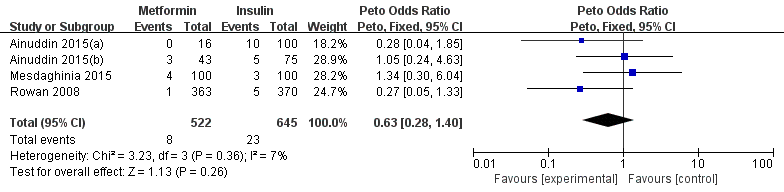 Metformin Insulin Peto Odds Ratio Peto Odds Ratio
Study or Subgroup Events Total Events Total Weight Peto, Fixed, 95% CI Peto, Fixed, 95% CI
Ainuddin 2015(a) 0 16 10 100 18.2% 0.28 [0.04, 1.85]
Ainuddin 2015(b) 3 43 5 75 28.9% 1.05 [0.24, 4.63]
Mesdaghinia 2015 4 100 3 100 28.2% 1.34 [0.30, 6.04]
Rowan 2008 1 363 5 370 24.7% 0.27 [0.05, 1.33]
Total (95% CI) 522 645 100.0% 0.63 [0.28, 1.40]
Total events 8 23
Heterogeneity: Chi² = 3.23, df = 3 (P = 0.36); I² = 7%
Test for overall effect: Z = 1.13 (P = 0.26)
0.01 0.1 1 10 100
Favours [experimental] Favours [control]